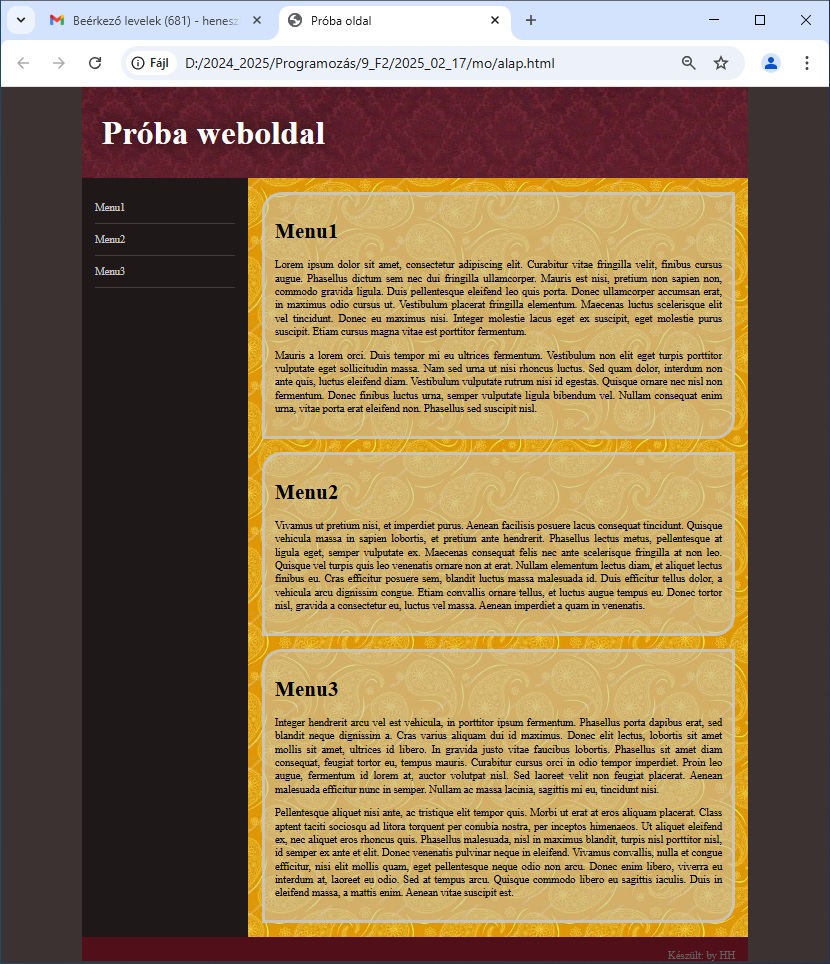 Beérkező levelek (681) - henesz
Próba oldal
Fájl
D:/2024_2025/Programozás/9_F2/2025_02_17/mo/alap.html
Próba weboldal
Menu1
Menu2
Menu3
Menu1
Lorem ipsum dolor sit amet, consectetur adipiscing elit. Curabitur vitae fringilla velit, finibus cursus
augue. Phasellus dictum sem nec dui fringilla ullamcorper. Mauris est nisi, pretium non sapien non,
commodo gravida ligula. Duis pellentesque eleifend leo quis porta. Donec ullamcorper accumsan erat,
in maximus odio cursus ut. Vestibulum placerat fringilla elementum. Maecenas luctus scelerisque elit
vel tincidunt. Donec eu maximus nisi. Integer molestie lacus eget ex suscipit, eget molestie purus
suscipit. Etiam cursus magna vitae est porttitor fermentum.
Mauris a lorem orci. Duis tempor mi eu ultrices fermentum. Vestibulum non elit eget turpis porttitor
vulputate eget sollicitudin massa. Nam sed urna ut nisi rhoncus luctus. Sed quam dolor, interdum non
ante quis, luctus eleifend diam. Vestibulum vulputate rutrum nisi id egestas. Quisque ornare nec nisl non
fermentum. Donec finibus luctus urna, semper vulputate ligula bibendum vel. Nullam consequat enim
urna, vitae porta erat eleifend non. Phasellus sed suscipit nisl.
Menu2
Vivamus ut pretium nisi, et imperdiet purus. Aenean facilisis posuere lacus consequat tincidunt. Quisque
vehicula massa in sapien lobortis, et pretium ante hendrerit. Phasellus lectus metus, pellentesque at
ligula eget, semper vulputate ex. Maecenas consequat felis nec ante scelerisque fringilla at non leo.
Quisque vel turpis quis leo venenatis ornare non at erat. Nullam elementum lectus diam, et aliquet lectus
finibus eu. Cras efficitur posuere sem, blandit luctus massa malesuada id. Duis efficitur tellus dolor, a
vehicula arcu dignissim congue. Etiam convallis ornare tellus, et luctus augue tempus eu. Donec tortor
nisl, gravida a consectetur eu, luctus vel massa. Aenean imperdiet a quam in venenatis.
Menu3
Integer hendrerit arcu vel est vehicula, in porttitor ipsum fermentum. Phasellus porta dapibus erat, sed
blandit neque dignissim a. Cras varius aliquam dui id maximus. Donec elit lectus, lobortis sit amet
mollis sit amet, ultrices id libero. In gravida justo vitae faucibus lobortis. Phasellus sit amet diam
consequat, feugiat tortor eu, tempus mauris. Curabitur cursus orci in odio tempor imperdiet. Proin leo
augue, fermentum id lorem at, auctor volutpat nisl. Sed laoreet velit non feugiat placerat. Aenean
malesuada efficitur nunc in semper. Nullam ac massa lacinia, sagittis mi eu, tincidunt nisi.
Pellentesque aliquet nisi ante, ac tristique elit tempor quis. Morbi ut erat at eros aliquam placerat. Class
aptent taciti sociosqu ad litora torquent per conubia nostra, per inceptos himenaeos. Ut aliquet eleifend
ex, nec aliquet eros rhoncus quis. Phasellus malesuada, nisl in maximus blandit, turpis nisl porttitor nisl,
id semper ex ante et elit. Donec venenatis pulvinar neque in eleifend. Vivamus convallis, nulla et congue
efficitur, nisi elit mollis quam, eget pellentesque neque odio non arcu. Donec enim libero, viverra eu
interdum at, laoreet eu odio. Sed at tempus arcu. Quisque commodo libero eu sagittis iaculis. Duis in
eleifend massa, a mattis enim. Aenean vitae suscipit est.
Készült: by HH